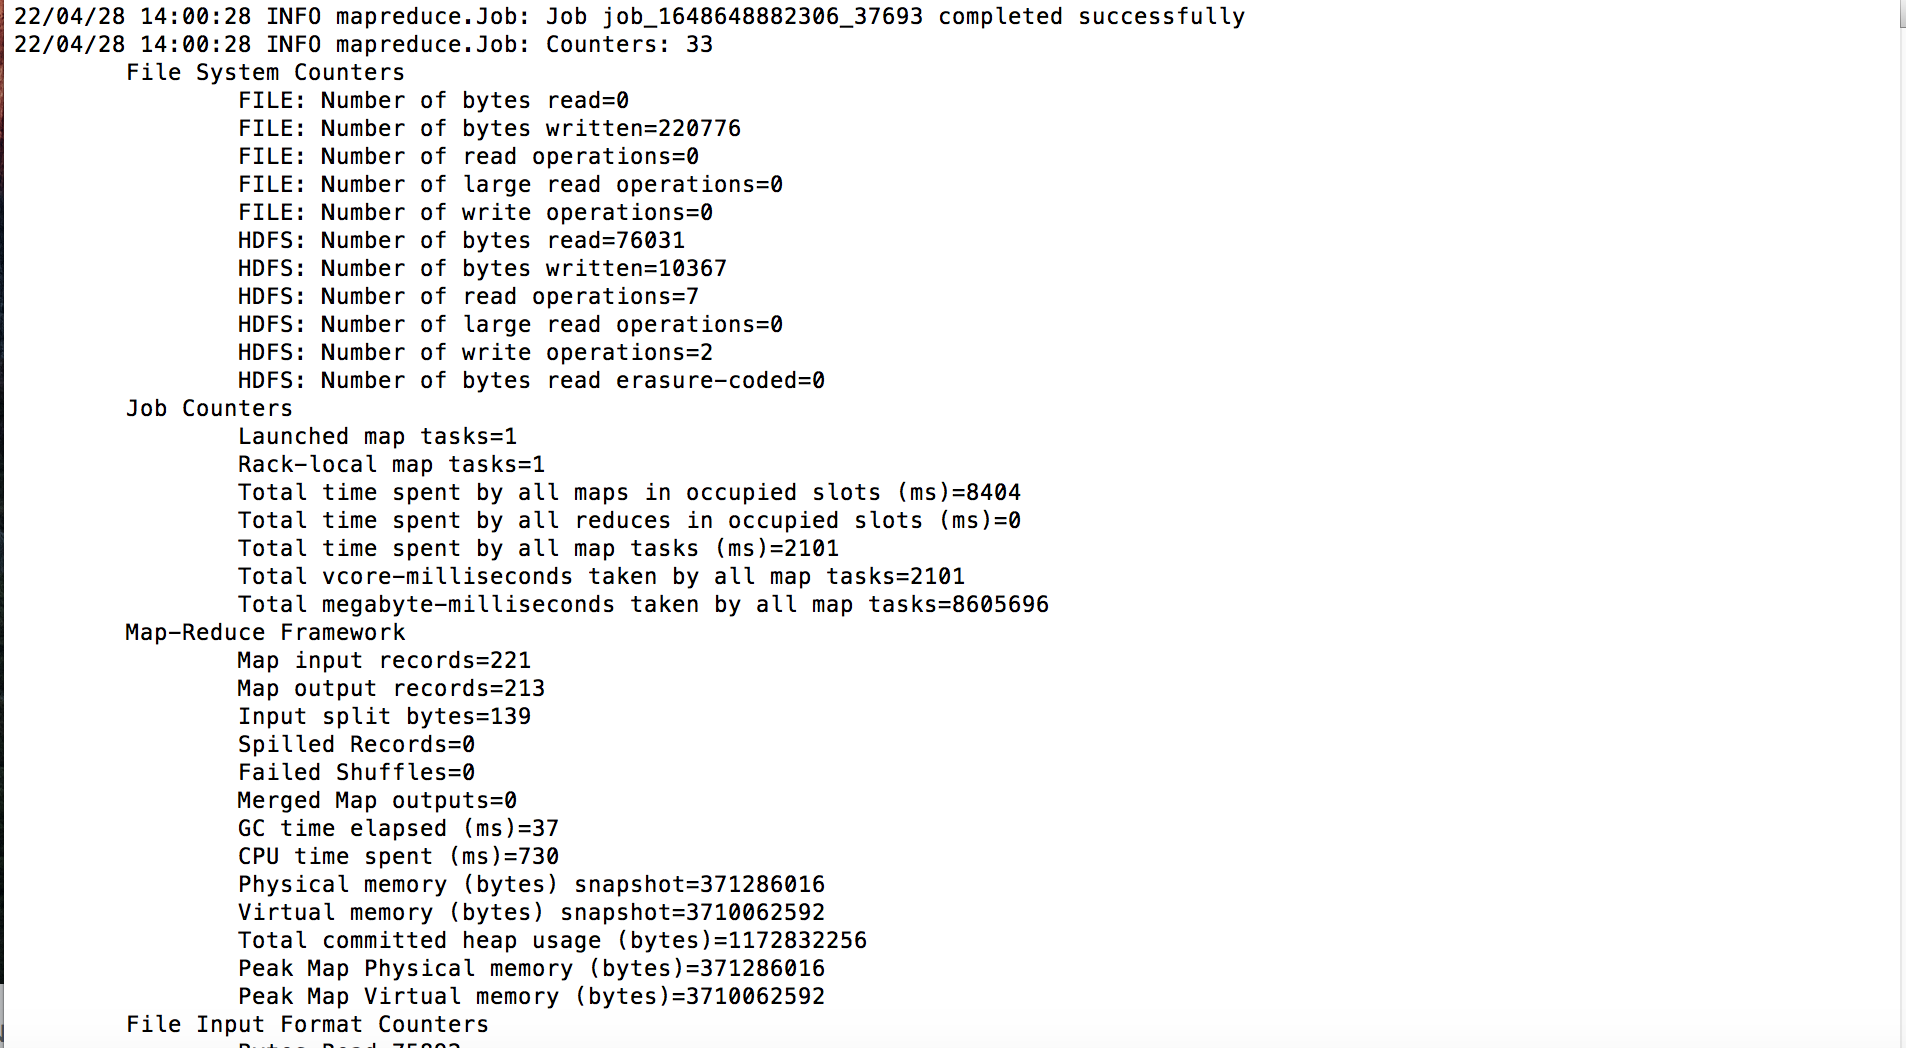 22/04/28 14:00:28 INFO mapreduce.Job: Job job_1648648882306_37693 completed successfully
22/04/28 14:00:28 INFO mapreduce.Job: Counters: 33
File System Counters
FILE: Number of bytes read=0
FILE: Number of bytes written=220776
FILE: Number of read operations=0
FILE: Number of large read operations=0
FILE: Number of write operations=0
HDFS: Number of bytes read=76031
HDFS: Number of bytes written=10367
HDFS: Number of read operations=7
HDFS: Number of large read operations=0
HDFS: Number of write operations=2
HDFS: Number of bytes read erasure-coded=0
Job Counters
Launched map tasks=1
Rack-local map tasks=1
Total time spent by all maps in occupied slots (ms)=8404
Total time spent by all reduces in occupied slots (ms)=0
Total time spent by all map tasks (ms)=2101
Total vcore-milliseconds taken by all map tasks=2101
Total megabyte-milliseconds taken by all map tasks=8605696
Map-Reduce Framework
Map input records=221
Map output records=213
Input split bytes=139
Spilled Records=0
Failed Shuffles=0
Merged Map outputs=0
GC time elapsed (ms)=37
CPU time spent (ms)=730
Physical memory (bytes) snapshot=371286016
Virtual memory (bytes) snapshot=3710062592
Total committed heap usage (bytes)=1172832256
Peak Map Physical memory (bytes)=371286016
Peak Map Virtual memory (bytes)=3710062592
File Input Format Counters
Bytes Read